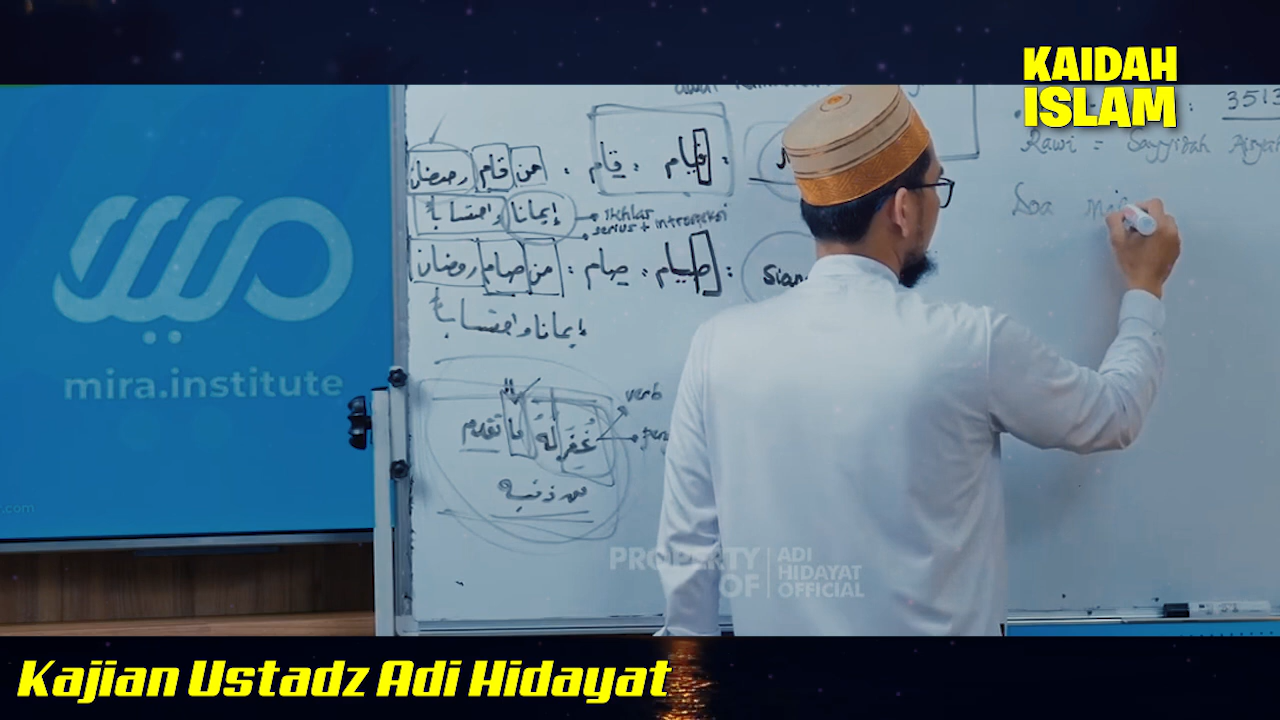 KAIDAH
ISLAM
3513
Rawi = Sayyidah Aisyah
Doa
من قام رمضان : قام ، قيام :
إيمانا واحتسابا → ikhlas
serius + introspeksi
من صام رمضان : صام ، صيام : Sian
إيمانا واحتسابا
غُفِرَ لَهُ ما تقدم
verb
من ذنبه
mira.institute
PROPERTY OF | ADI HIDAYAT OFFICIAL
Kajian Ustadz Adi Hidayat